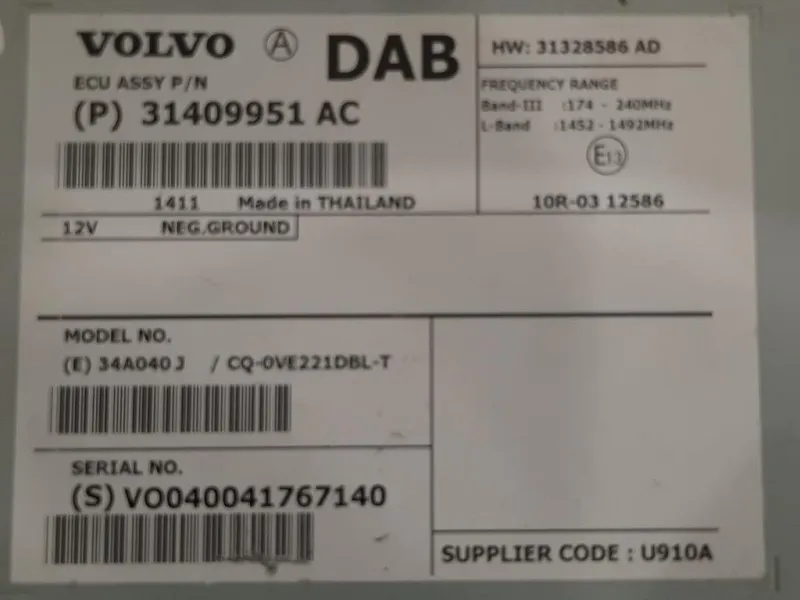 VOLVO Ⓐ DAB
ECU ASSY P/N
(P) 31409951 AC
1411 Made in THAILAND
12V NEG.GROUND
HW: 31328586 AD
FREQUENCY RANGE
Band-III :174 - 240MHz
L-Band :1452 - 1492MHz
E13
10R-03 12586
MODEL NO.
(E) 34A040J / CQ-0VE221DBL-T
SERIAL NO.
(S) VO040041767140
SUPPLIER CODE : U910A